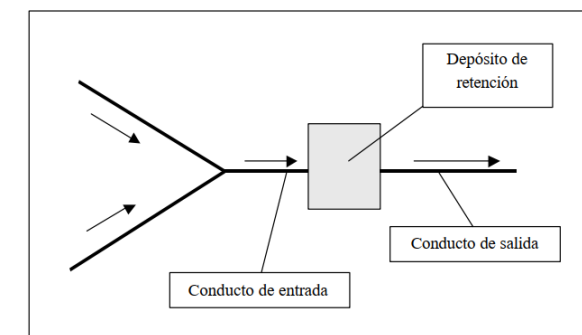 Depósito de
retención
Conducto de salida
Conducto de entrada